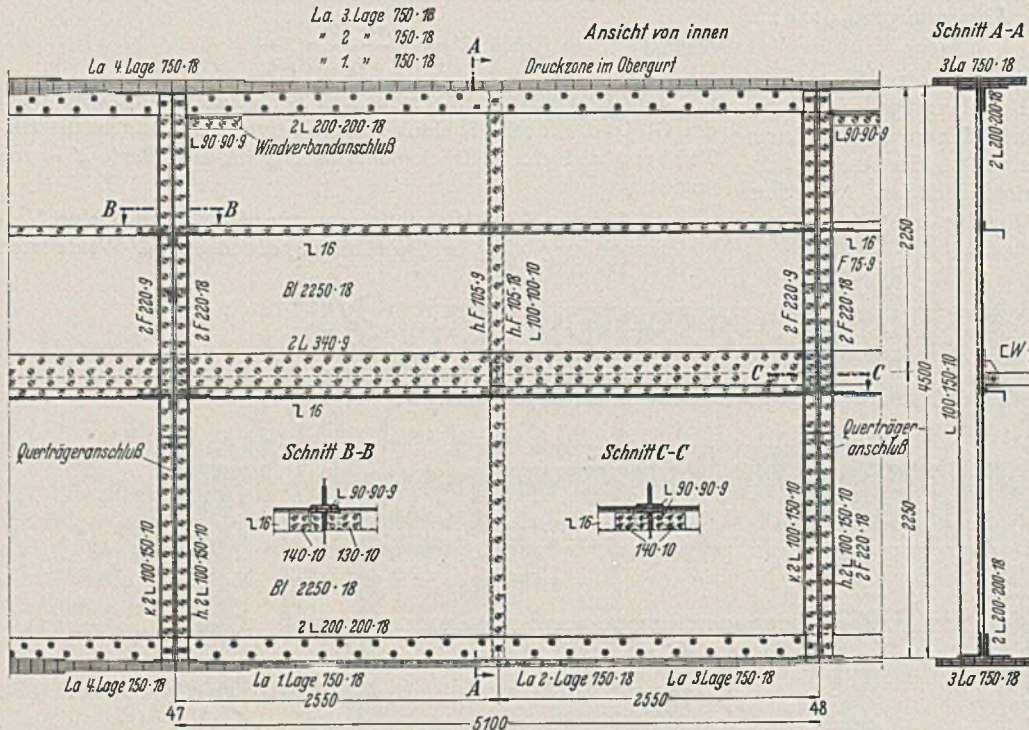 La. 3. Lage 750·18
" 2 " 750·18
" 1. " 750·18
Ansicht von innen
Schnitt A-A
La 4. Lage 750·18
A
Druckzone im Obergurt
3 La 750·18
2 L 200·200·18
L 90·90·9
Windverbandanschluß
L 90·90·9
2 L 200·200·18
B
B
2250
ʅ 16
ʅ 16
F 75·9
2 F 220·9
2 F 220·18
Bl 2250·18
h. F 105·9
h. F 105·18
L 100·100·10
2 F 220·9
2 F 220·18
2 L 340·9
C
C
4500
L 100·150·10
⊏W
ʅ 16
Querträgeranschluß
Schnitt B-B
Schnitt C-C
Querträger-
anschluß
L 90·90·9
L 90·90·9
ʅ 16
ʅ 16
140·10
130·10
140·10
2250
v. 2 L 100·150·10
h. 2 L 100·150·10
Bl 2250·18
v. 2 L 100·150·10
h. 2 L 100·150·10
2 F 220·18
2 L 200·200·18
2 L 200·200·18
La 4. Lage 750·18
La 1 Lage 750·18
A
La 2· Lage 750·18
La 3 Lage 750·18
3 La 750·18
2550
2550
47
48
5100